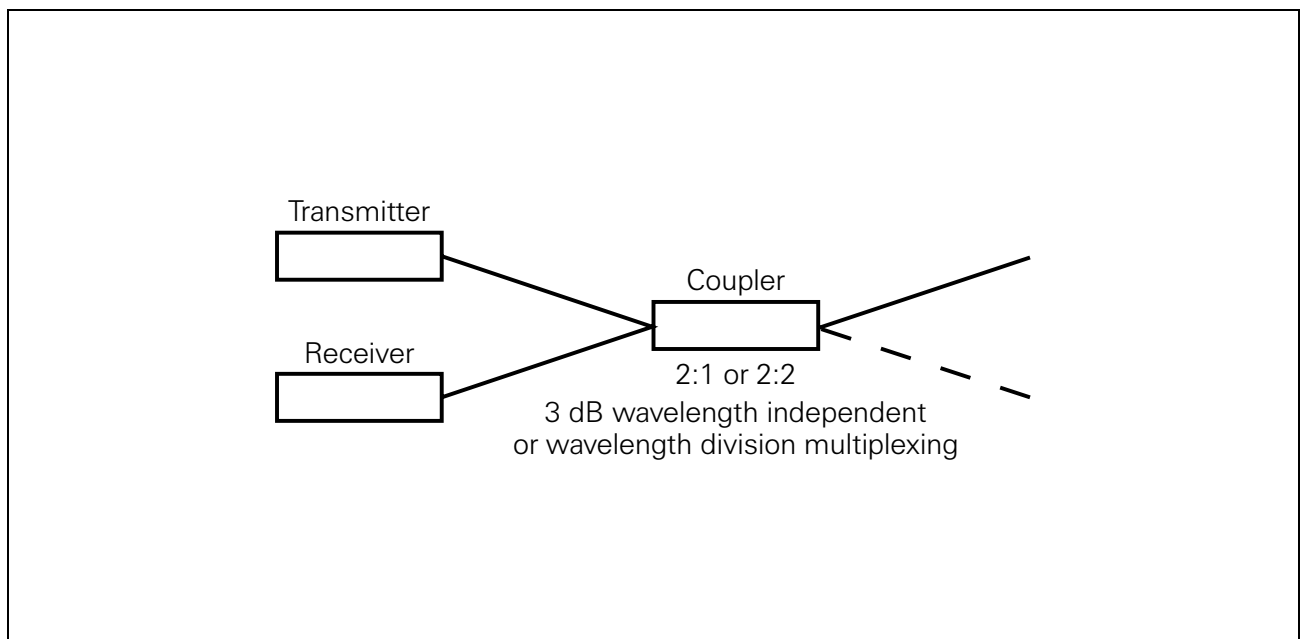 Transmitter
Coupler
Receiver
2:1 or 2:2
3 dB wavelength independent
or wavelength division multiplexing